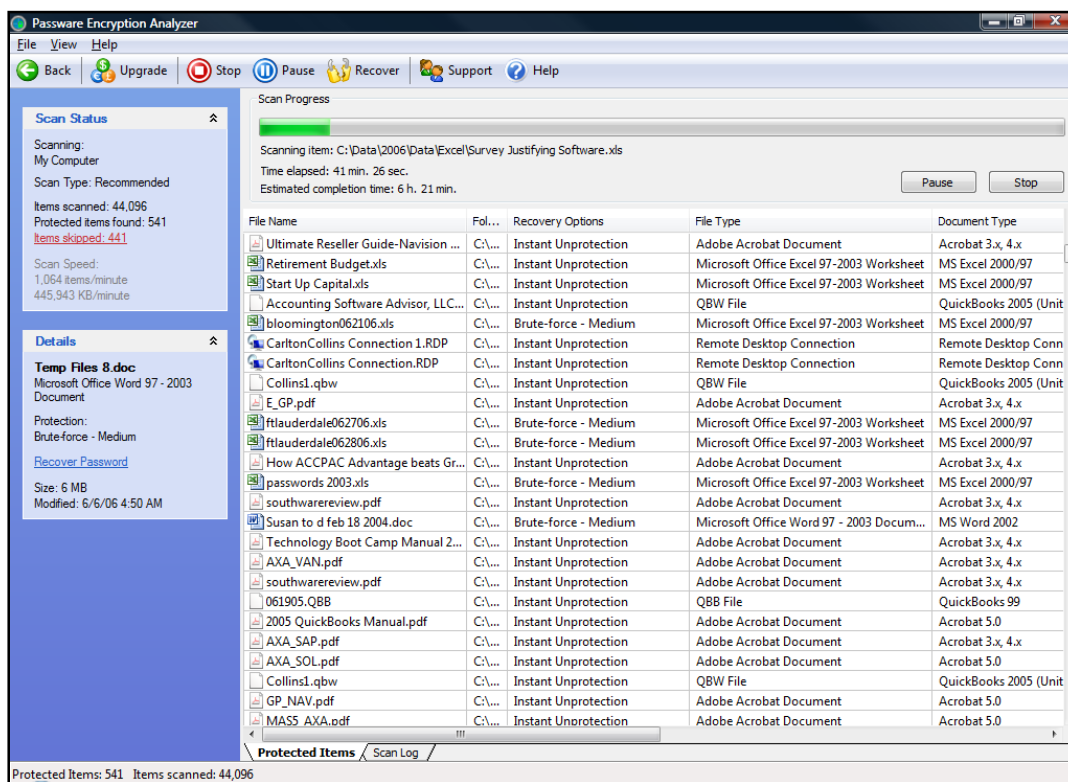 Passware Encryption Analyzer
File View Help
Back Upgrade Stop Pause Recover Support Help
Scan Status
Scanning:
My Computer
Scan Type: Recommended
Items scanned: 44,096
Protected items found: 541
Items skipped: 441
Scan Speed:
1,064 items/minute
445,943 KB/minute
Details
Temp Files 8.doc
Microsoft Office Word 97 - 2003
Document
Protection:
Brute-force - Medium
Recover Password
Size: 6 MB
Modified: 6/6/06 4:50 AM
Scan Progress
Scanning item: C:\Data\2006\Data\Excel\Survey Justifying Software.xls
Time elapsed: 41 min. 26 sec.
Estimated completion time: 6 h. 21 min.
Pause Stop
File Name Fol... Recovery Options File Type Document Type
Ultimate Reseller Guide-Navision ... C:\... Instant Unprotection Adobe Acrobat Document Acrobat 3.x, 4.x
Retirement Budget.xls C:\... Instant Unprotection Microsoft Office Excel 97-2003 Worksheet MS Excel 2000/97
Start Up Capital.xls C:\... Instant Unprotection Microsoft Office Excel 97-2003 Worksheet MS Excel 2000/97
Accounting Software Advisor, LLC... C:\... Instant Unprotection QBW File QuickBooks 2005 (Unit
bloomington062106.xls C:\... Brute-force - Medium Microsoft Office Excel 97-2003 Worksheet MS Excel 2000/97
CarltonCollins Connection 1.RDP C:\... Instant Unprotection Remote Desktop Connection Remote Desktop Conn
CarltonCollins Connection.RDP C:\... Instant Unprotection Remote Desktop Connection Remote Desktop Conn
Collins1.qbw C:\... Instant Unprotection QBW File QuickBooks 2005 (Unit
E_GP.pdf C:\... Instant Unprotection Adobe Acrobat Document Acrobat 3.x, 4.x
ftlauderdale062706.xls C:\... Brute-force - Medium Microsoft Office Excel 97-2003 Worksheet MS Excel 2000/97
ftlauderdale062806.xls C:\... Brute-force - Medium Microsoft Office Excel 97-2003 Worksheet MS Excel 2000/97
How ACCPAC Advantage beats Gr... C:\... Instant Unprotection Adobe Acrobat Document Acrobat 3.x, 4.x
passwords 2003.xls C:\... Brute-force - Medium Microsoft Office Excel 97-2003 Worksheet MS Excel 2000/97
southwarereview.pdf C:\... Instant Unprotection Adobe Acrobat Document Acrobat 3.x, 4.x
Susan to d feb 18 2004.doc C:\... Brute-force - Medium Microsoft Office Word 97 - 2003 Docum... MS Word 2002
Technology Boot Camp Manual 2... C:\... Instant Unprotection Adobe Acrobat Document Acrobat 3.x, 4.x
AXA_VAN.pdf C:\... Instant Unprotection Adobe Acrobat Document Acrobat 3.x, 4.x
southwarereview.pdf C:\... Instant Unprotection Adobe Acrobat Document Acrobat 3.x, 4.x
061905.QBB C:\... Instant Unprotection QBB File QuickBooks 99
2005 QuickBooks Manual.pdf C:\... Instant Unprotection Adobe Acrobat Document Acrobat 5.0
AXA_SAP.pdf C:\... Instant Unprotection Adobe Acrobat Document Acrobat 3.x, 4.x
AXA_SOL.pdf C:\... Instant Unprotection Adobe Acrobat Document Acrobat 5.0
Collins1.qbw C:\... Instant Unprotection QBW File QuickBooks 2005 (Unit
GP_NAV.pdf C:\... Instant Unprotection Adobe Acrobat Document Acrobat 5.0
MAS5_AXA.pdf C:\... Instant Unprotection Adobe Acrobat Document Acrobat 5.0
Protected Items Scan Log
Protected Items: 541 Items scanned: 44,096